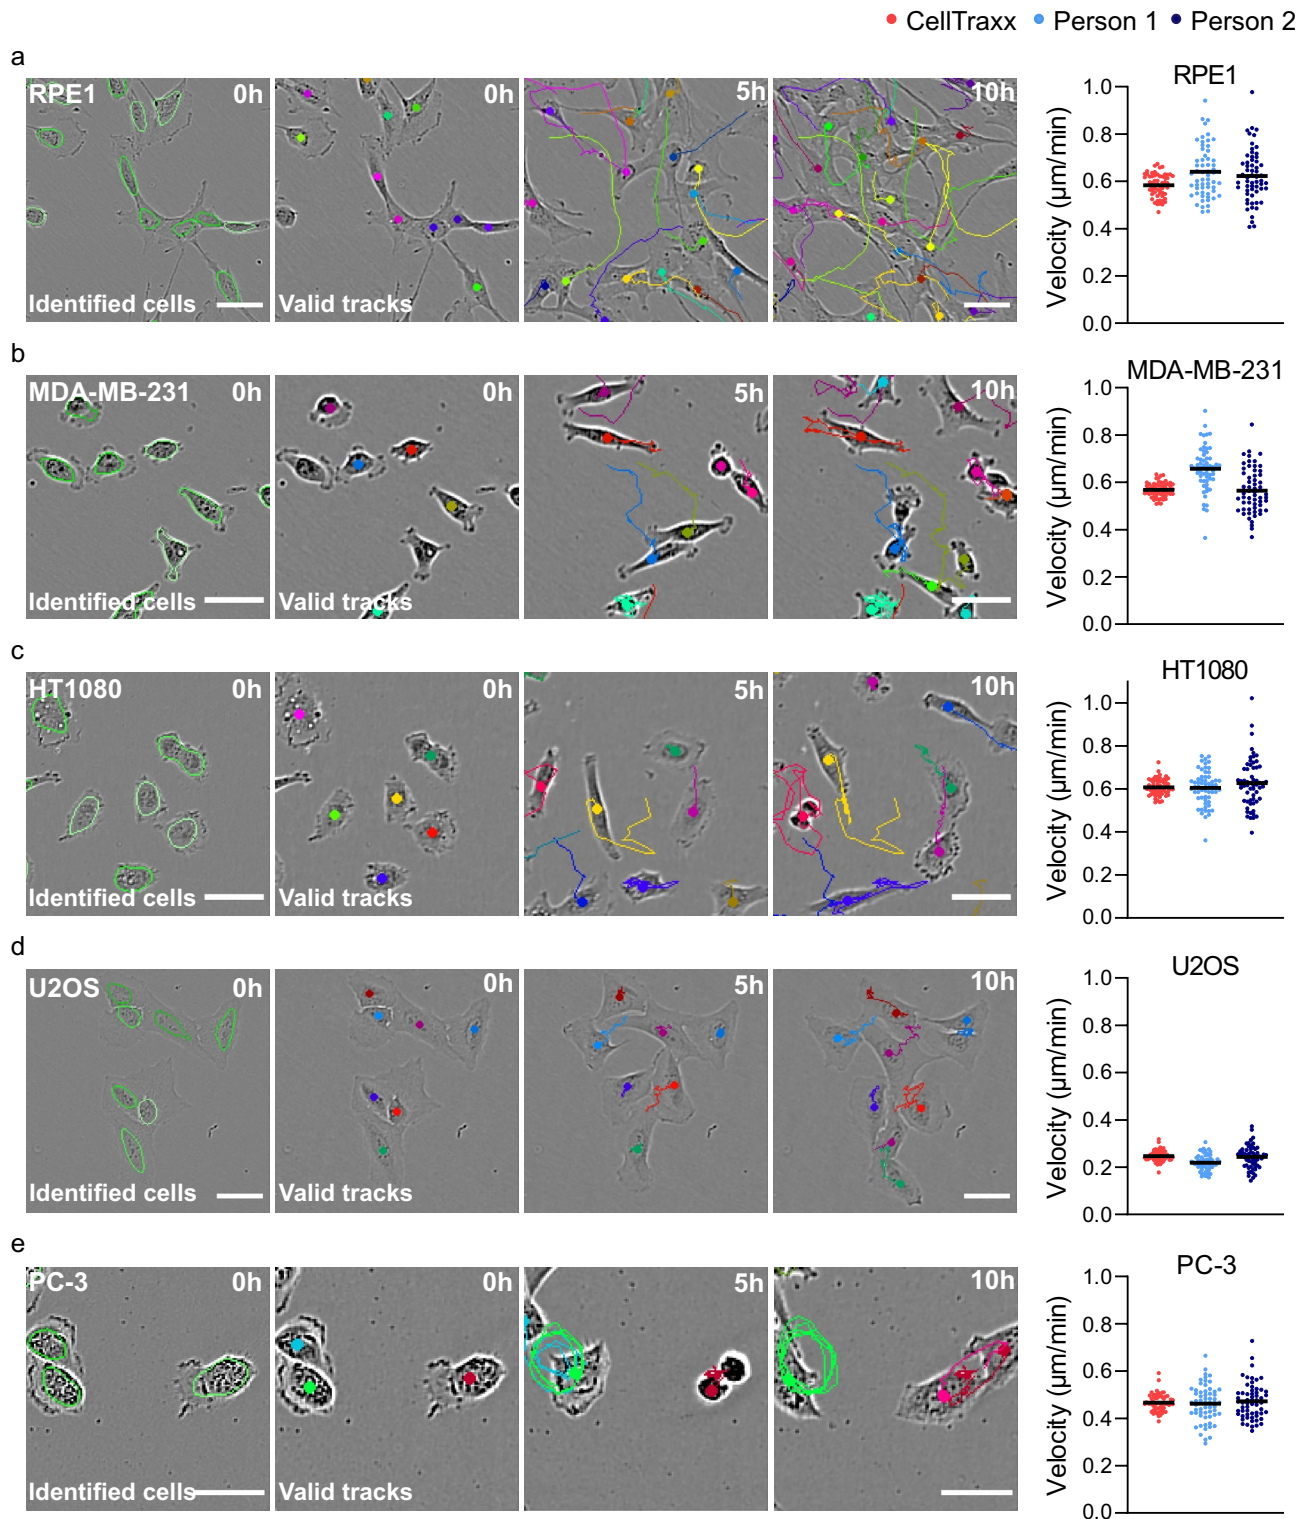 CellTraxx Person 1 Person 2
a
RPE1 0h 0h 5h 10h
Identified cells Valid tracks
RPE1
Velocity (µm/min)
1.0
0.8
0.6
0.4
0.2
0.0
b
MDA-MB-231 0h 0h 5h 10h
Identified cells Valid tracks
MDA-MB-231
Velocity (µm/min)
1.0
0.8
0.6
0.4
0.2
0.0
c
HT1080 0h 0h 5h 10h
Identified cells Valid tracks
HT1080
Velocity (µm/min)
1.0
0.8
0.6
0.4
0.2
0.0
d
U2OS 0h 0h 5h 10h
Identified cells Valid tracks
U2OS
Velocity (µm/min)
1.0
0.8
0.6
0.4
0.2
0.0
e
PC-3 0h 0h 5h 10h
Identified cells Valid tracks
PC-3
Velocity (µm/min)
1.0
0.8
0.6
0.4
0.2
0.0